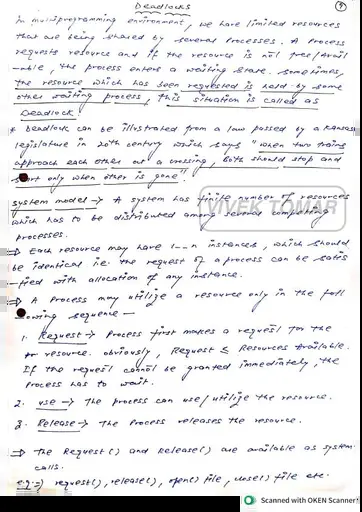 Deadlocks
In multiprogramming environment, we have limited resources
that are being shared by several Processes. A Process
requests resource and if the resource is not free/avail
-able, the process enters a waiting state. Sometimes,
the resource which has been requested is held by some
other waiting process, this situation is called as
Deadlock.
* Deadlock can be illustrated from a law passed by a Kansas
legislature in 20th century which says "when two trains
approach each other at a crossing, both should stop and
start only when other is gone"
System model → A system has finite number of resources
VIVEK TOMAR
which has to be distributed among several competing
processes.
⇒ Each resource may have 1--n instances, which should
be identical ie. the request of a process can be satis
-fied with allocation of any instance.
⇒ A Process may utilize a resource only in the foll
owing sequence —
1. Request → Process first makes a request for the
resource. obviously, Request ≤ Resources Available.
If the request cannot be granted immediately, the
process has to wait.
2. use → The process can use/utilize the resource.
3. Release → The Process releases the resource.
⇒ The Request() and Release() are available as system
calls.
e.g. ⇒ request(), release(), open() file, close() file etc.
Scanned with OKEN Scanner